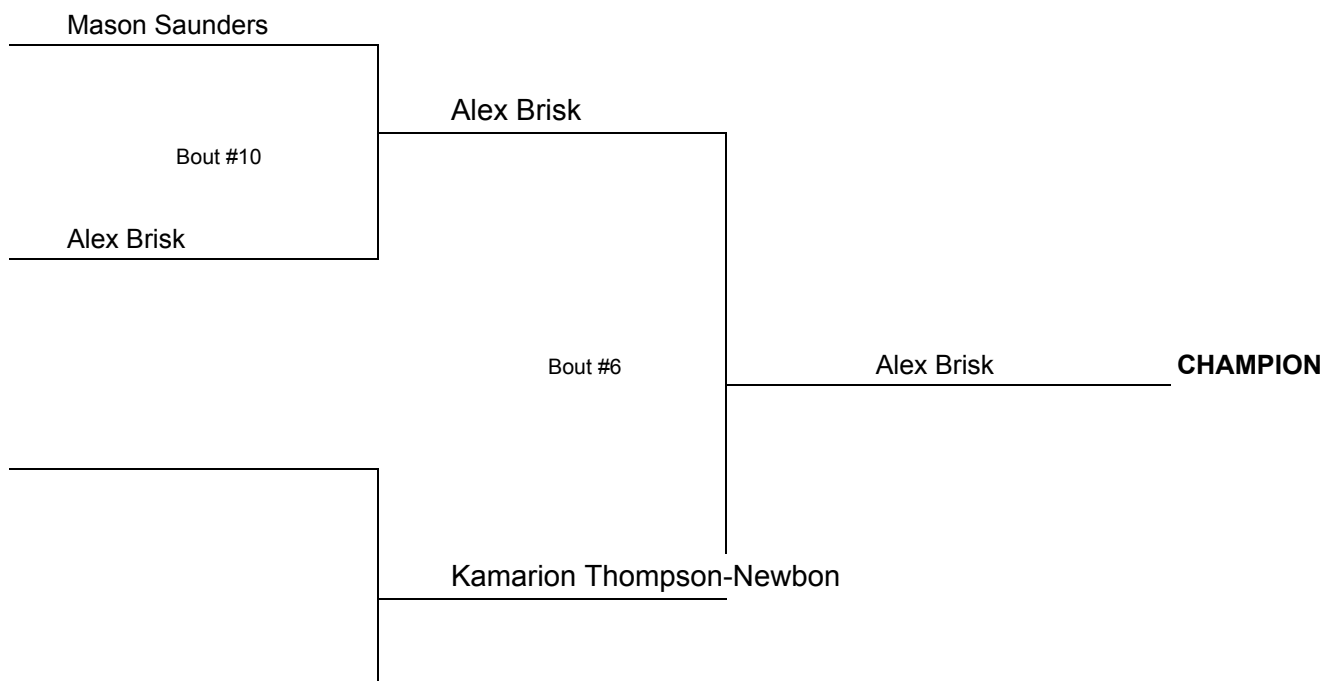 Mason Saunders
Alex Brisk
Bout #10
Alex Brisk
Bout #6
Alex Brisk CHAMPION
Kamarion Thompson-Newbon